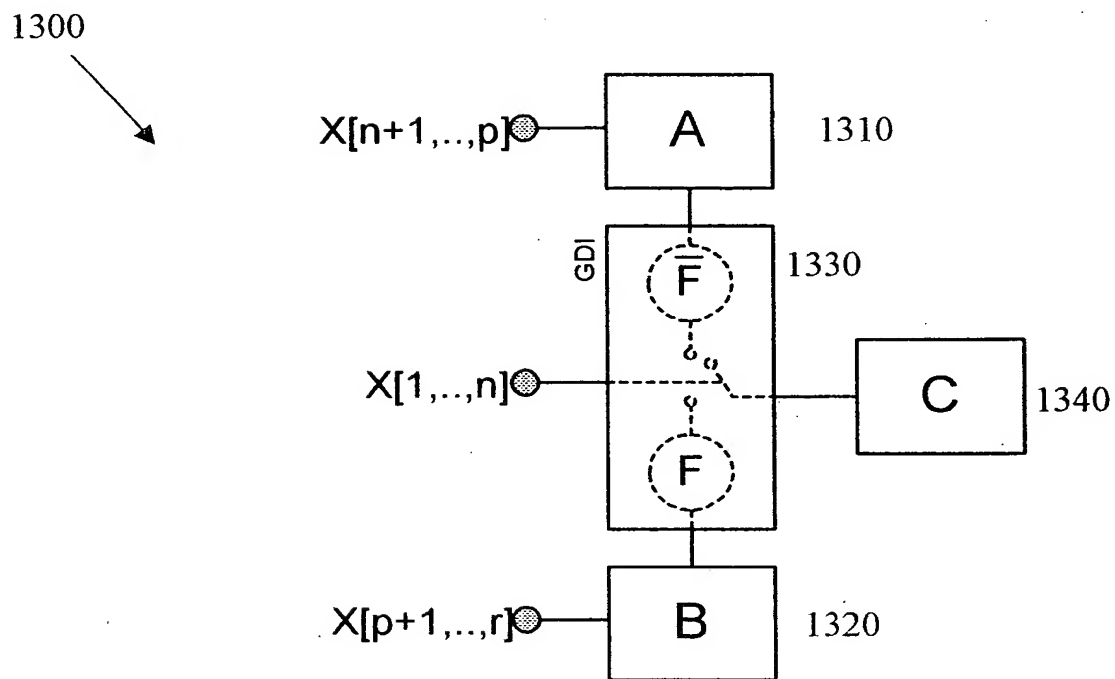 1300
X[n+1,..,p]
A
1310
GDI
F̅
1330
X[1,..,n]
C
1340
F
X[p+1,..,r]
B
1320